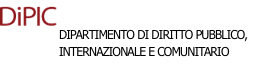 DiPIC
DIPARTIMENTO DI DIRITTO PUBBLICO,
INTERNAZIONALE E COMUNITARIO